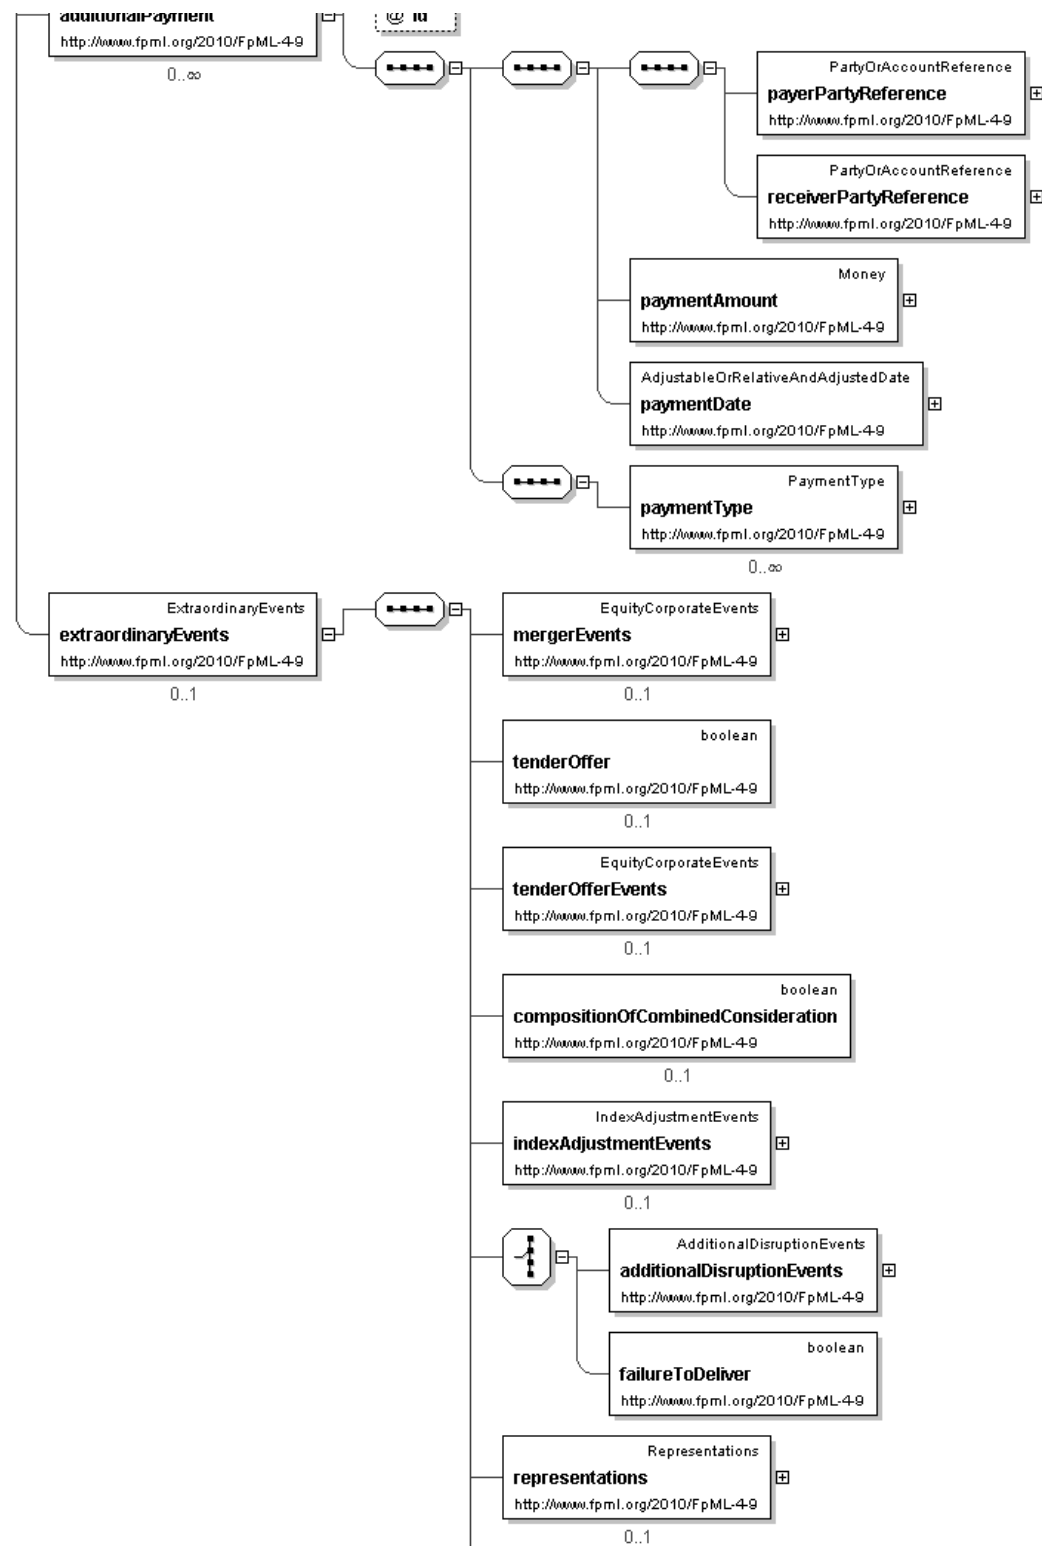 additionalPayment
@ id
http://www.fpml.org/2010/FpML-4-9
0..∞
PartyOrAccountReference
payerPartyReference
http://www.fpml.org/2010/FpML-4-9
PartyOrAccountReference
receiverPartyReference
http://www.fpml.org/2010/FpML-4-9
Money
paymentAmount
http://www.fpml.org/2010/FpML-4-9
AdjustableOrRelativeAndAdjustedDate
paymentDate
http://www.fpml.org/2010/FpML-4-9
PaymentType
paymentType
http://www.fpml.org/2010/FpML-4-9
0..∞
ExtraordinaryEvents
extraordinaryEvents
http://www.fpml.org/2010/FpML-4-9
0..1
EquityCorporateEvents
mergerEvents
http://www.fpml.org/2010/FpML-4-9
0..1
boolean
tenderOffer
http://www.fpml.org/2010/FpML-4-9
0..1
EquityCorporateEvents
tenderOfferEvents
http://www.fpml.org/2010/FpML-4-9
0..1
boolean
compositionOfCombinedConsideration
http://www.fpml.org/2010/FpML-4-9
0..1
IndexAdjustmentEvents
indexAdjustmentEvents
http://www.fpml.org/2010/FpML-4-9
0..1
AdditionalDisruptionEvents
additionalDisruptionEvents
http://www.fpml.org/2010/FpML-4-9
boolean
failureToDeliver
http://www.fpml.org/2010/FpML-4-9
Representations
representations
http://www.fpml.org/2010/FpML-4-9
0..1